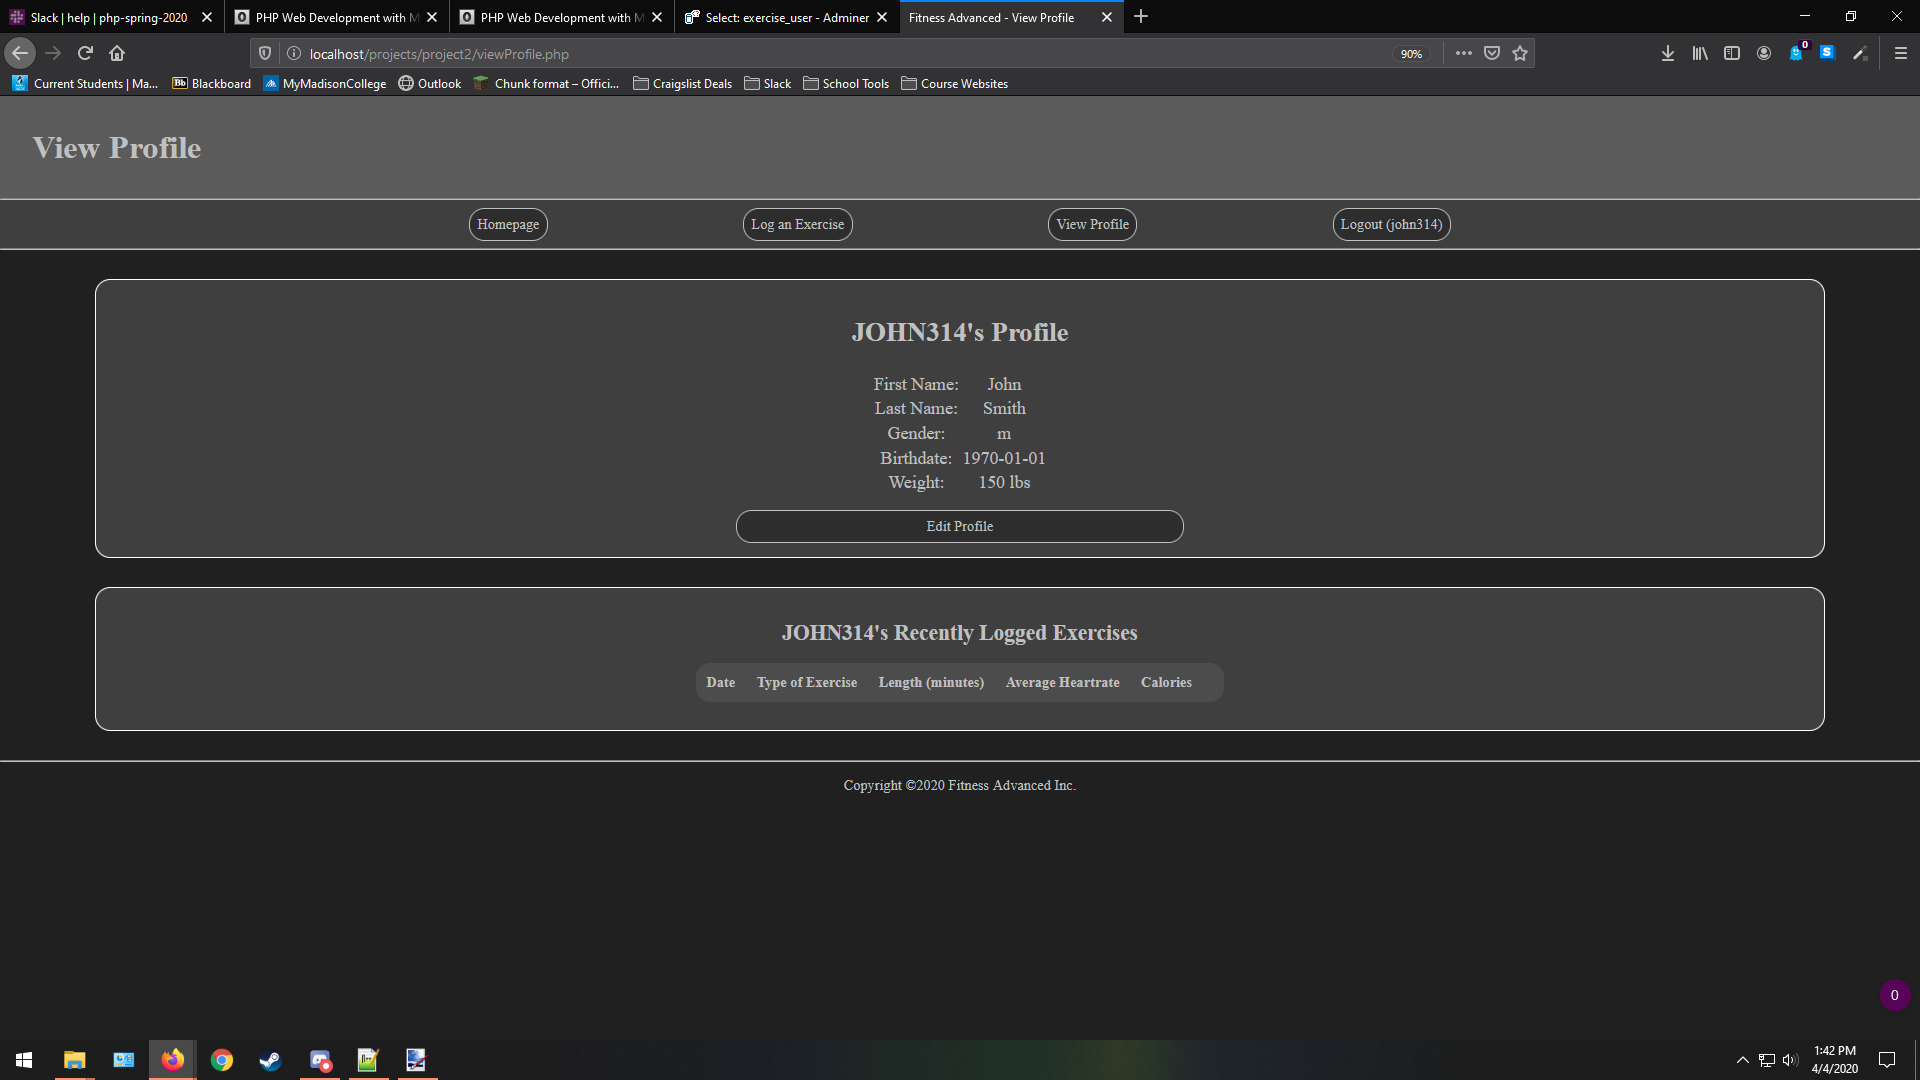 Slack | help | php-spring-2020
PHP Web Development with M
PHP Web Development with M
Select: exercise_user - Adminer
Fitness Advanced - View Profile
localhost/projects/project2/viewProfile.php
90%
0
S
Current Students | Ma...
Bb Blackboard
MyMadisonCollege
Outlook
Chunk format – Offici...
Craigslist Deals
Slack
School Tools
Course Websites
View Profile
Homepage
Log an Exercise
View Profile
Logout (john314)
JOHN314's Profile
First Name: John
Last Name: Smith
Gender: m
Birthdate: 1970-01-01
Weight: 150 lbs
Edit Profile
JOHN314's Recently Logged Exercises
Date Type of Exercise Length (minutes) Average Heartrate Calories
Copyright ©2020 Fitness Advanced Inc.
0
1:42 PM
4/4/2020